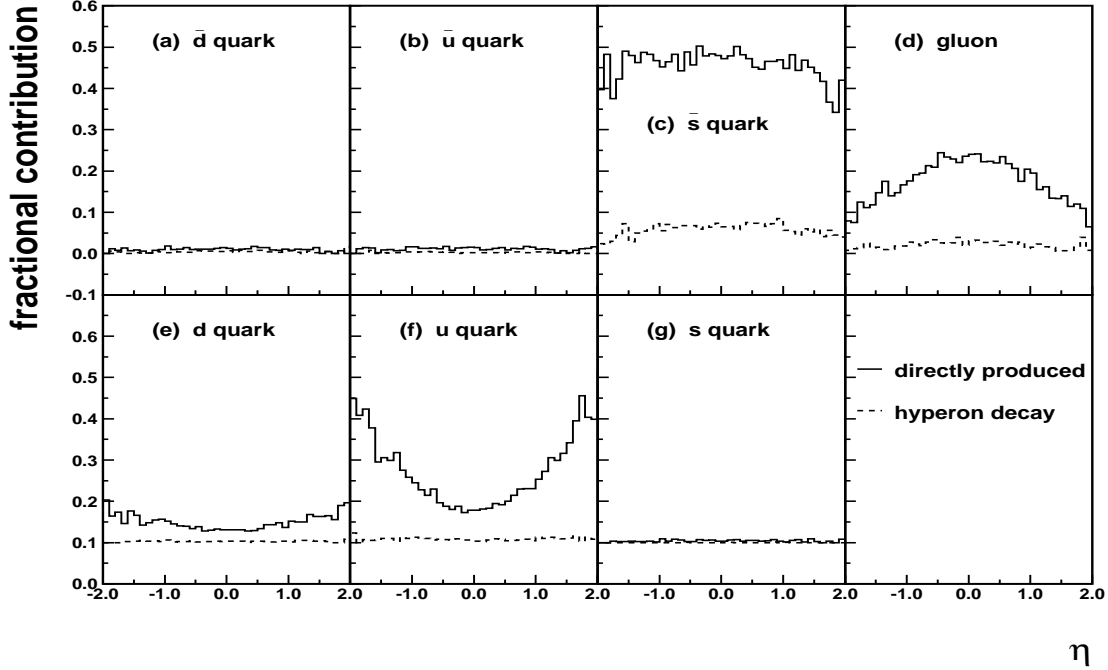 fractional contribution
0.6
0.5
0.4
0.3
0.2
0.1
0.0
-0.1
(a) d̄ quark
(b) ū quark
(c) s̄ quark
(d) gluon
0.6
0.5
0.4
0.3
0.2
0.1
0.0
(e) d quark
(f) u quark
(g) s quark
directly produced
hyperon decay
-2.0 -1.0 0.0 1.0 2.0 -1.0 0.0 1.0 2.0 -1.0 0.0 1.0 2.0 -1.0 0.0 1.0 2.0
η